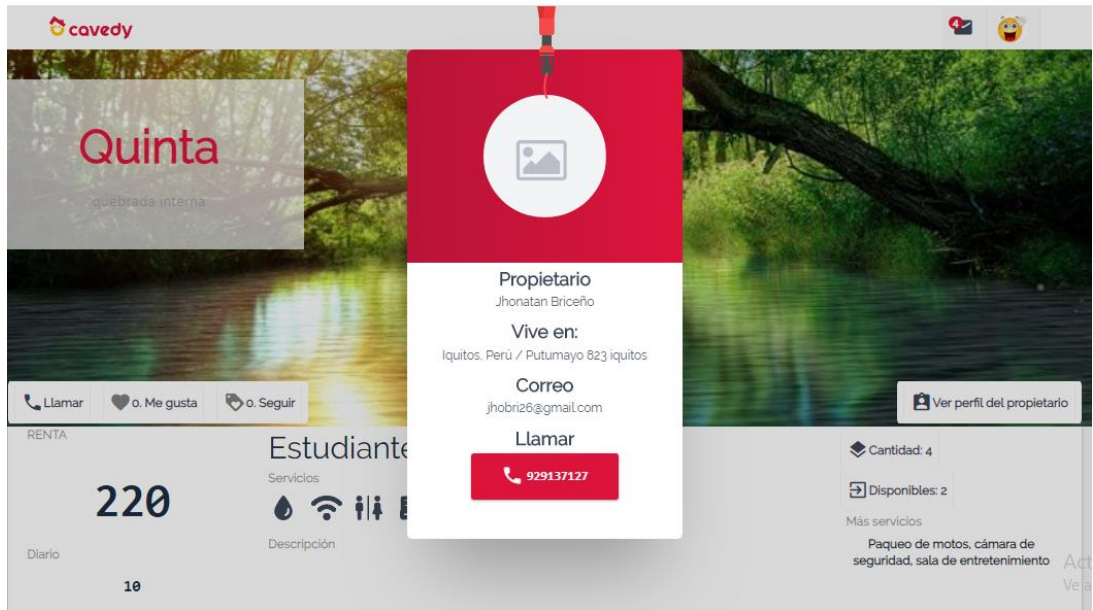 cavedy
4
Quinta
quebrada interna
Propietario
Jhonatan Briceño
Vive en:
Iquitos, Perú / Putumayo 823 iquitos
Correo
jhobri26@gmail.com
Llamar
929137127
Llamar
0. Me gusta
0. Seguir
Ver perfil del propietario
RENTA
220
Diario
10
Estudiante
Servicios
Descripción
Cantidad: 4
Disponibles: 2
Más servicios
Paqueo de motos, cámara de
seguridad, sala de entretenimiento
Act
Ve a